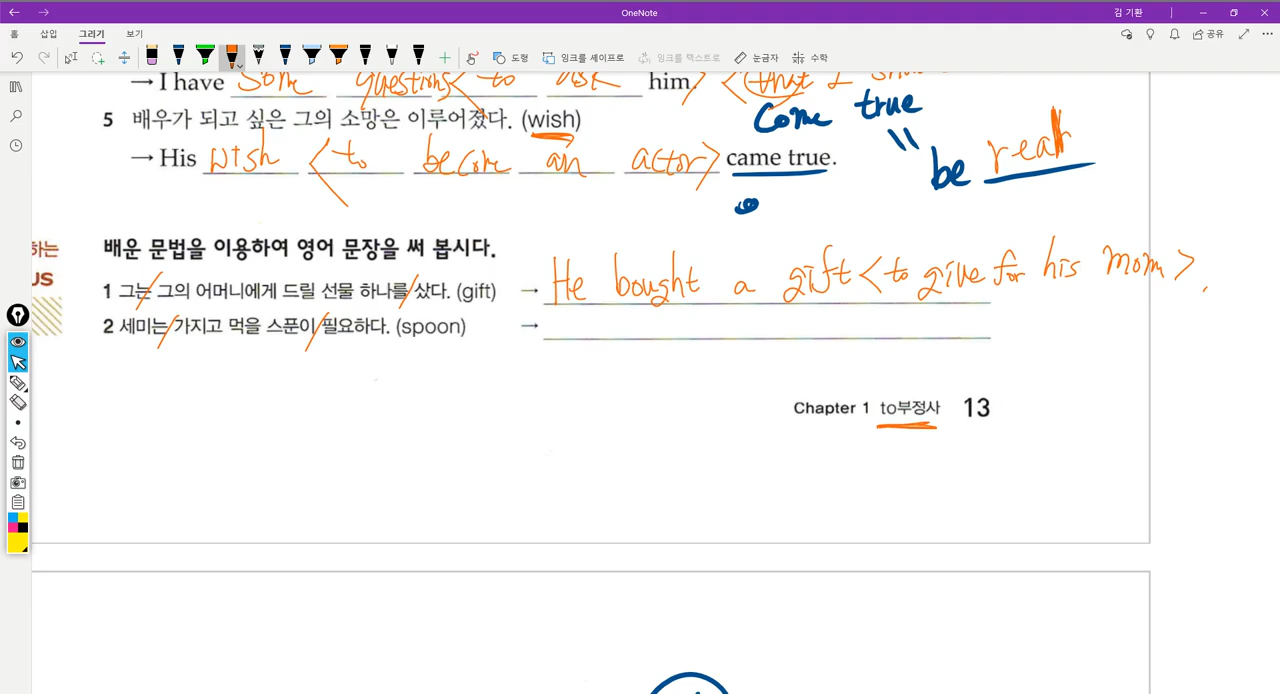 OneNote
김 기환
홈 삽입 그리기 보기
공유
도형 잉크를 셰이프로 잉크를 텍스트로 눈금자 수학
→ I have some questions < to ask him > < that I
5 배우가 되고 싶은 그의 소망은 이루어졌다. (wish)
come true
→ His wish < to become an actor > came true.
be real
하는
US
배운 문법을 이용하여 영어 문장을 써 봅시다.
1 그는 / 그의 어머니에게 드릴 선물 하나를 / 샀다. (gift) → He bought a gift < to give for his mom > .
2 세미는 / 가지고 먹을 스푼이 / 필요하다. (spoon) →
Chapter 1 to부정사 13